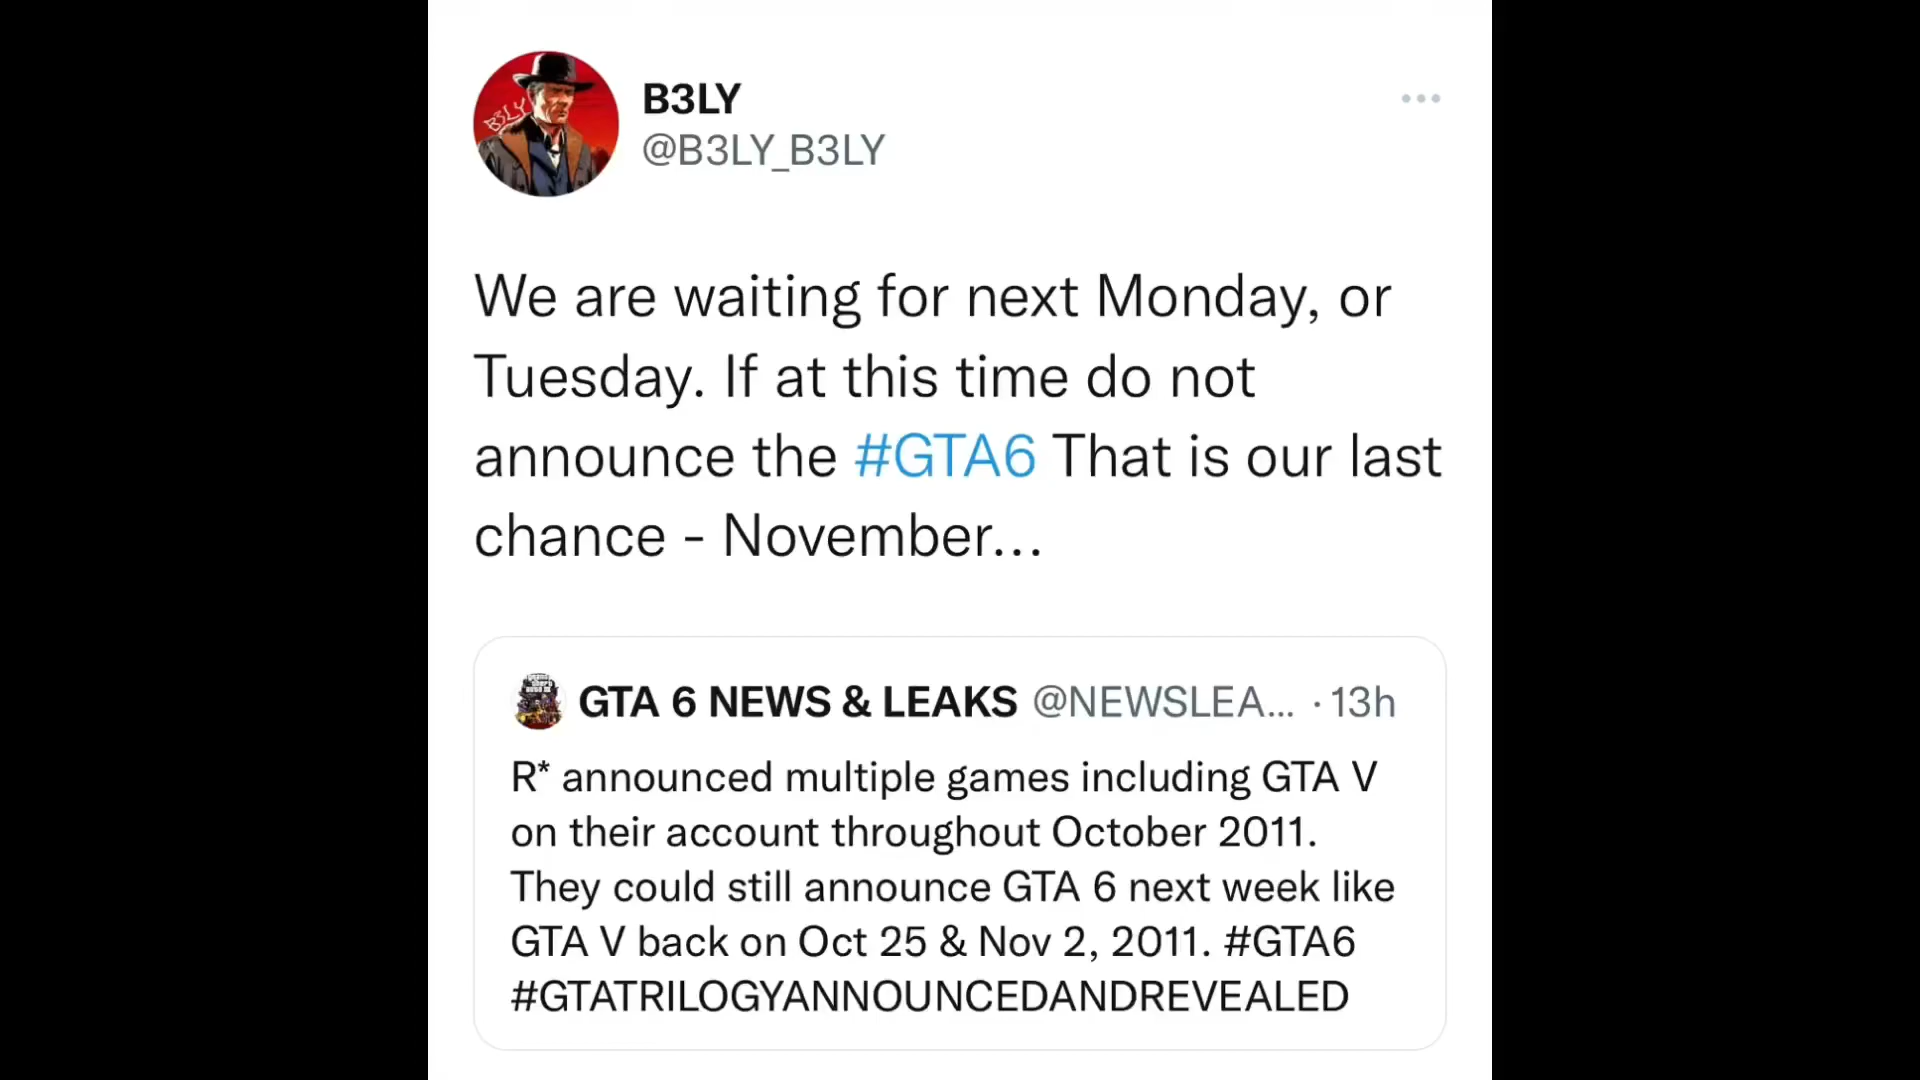 B3LY
B3LY
@B3LY_B3LY
We are waiting for next Monday, or
Tuesday. If at this time do not
announce the #GTA6 That is our last
chance - November...
GTA 6 NEWS & LEAKS @NEWSLEA... · 13h
R* announced multiple games including GTA V
on their account throughout October 2011.
They could still announce GTA 6 next week like
GTA V back on Oct 25 & Nov 2, 2011. #GTA6
#GTATRILOGYANNOUNCEDANDREVEALED